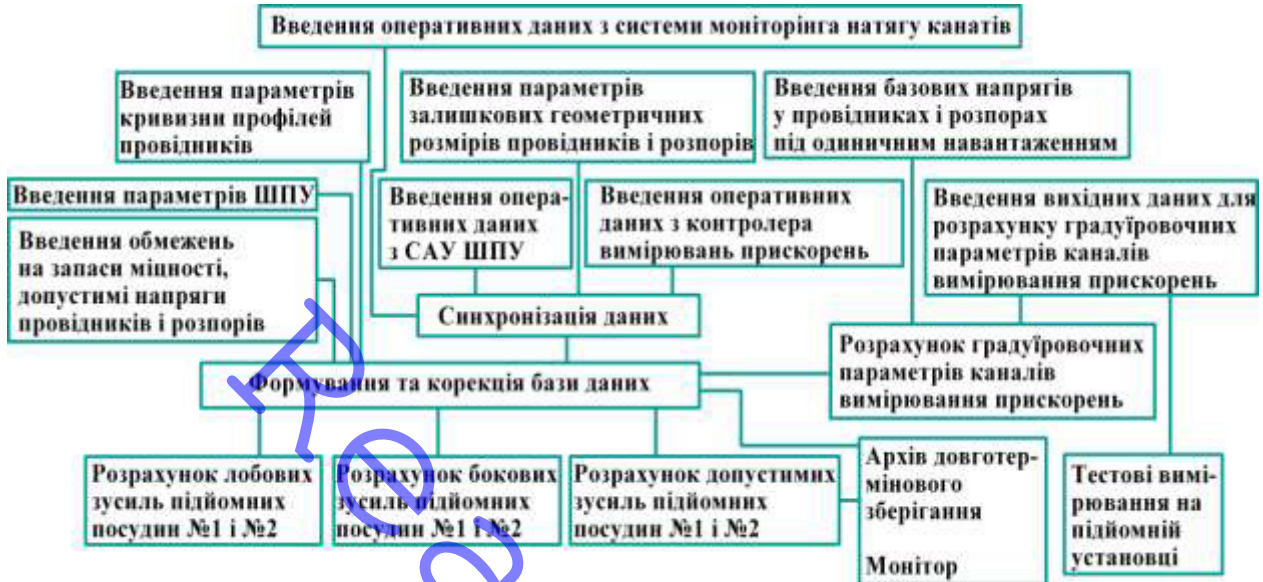 Введення оперативних даних з системи моніторінга натягу канатів
Введення параметрів
кривизни профілей
провідників
Введення параметрів
залишкових геометричних
розмірів провідників і розпорів
Введення базових напрягів
у провідниках і розпорах
під одиничним навантаженням
Введення параметрів ШПУ
Введення обмежень
на запаси міцності,
допустимі напряги
провідників і розпорів
Введення опера-
тивних даних
з САУ ШПУ
Введення оперативних
даних з контролера
вимірювань прискорень
Введення вихідних даних для
розрахунку градуїровочних
параметрів каналів
вимірювання прискорень
Синхронізація даних
Розрахунок градуїровочних
параметрів каналів
вимірювання прискорень
Формування та корекція бази даних
Розрахунок лобових
зусиль підйомних
посудин №1 і №2
Розрахунок бокових
зусиль підйомних
посудин №1 і №2
Розрахунок допустимих
зусиль підйомних
посудин №1 і №2
Архів довготер-
мінового
зберігання
Монітор
Тестові вимі-
рювання на
підйомній
установці